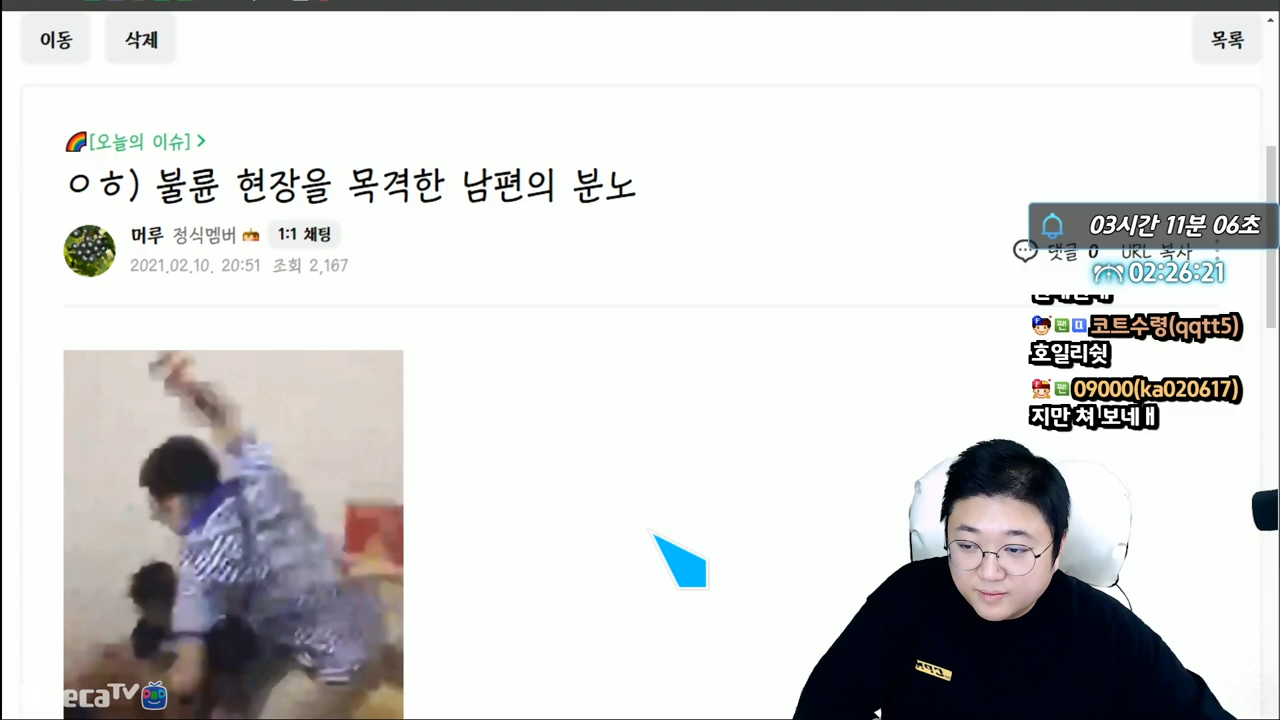 이동
삭제
목록
[오늘의 이슈] >
ㅇㅎ) 불륜 현장을 목격한 남편의 분노
머루 정식멤버 1:1 채팅
2021.02.10. 20:51 조회 2,167
03시간 11분 06초
댓글 0 URL 복사
02:26:21
팬 코트수령(qqtt5)
호일리쉿
팬 09000(ka020617)
지만 쳐 보네ㅐ
ecaTV